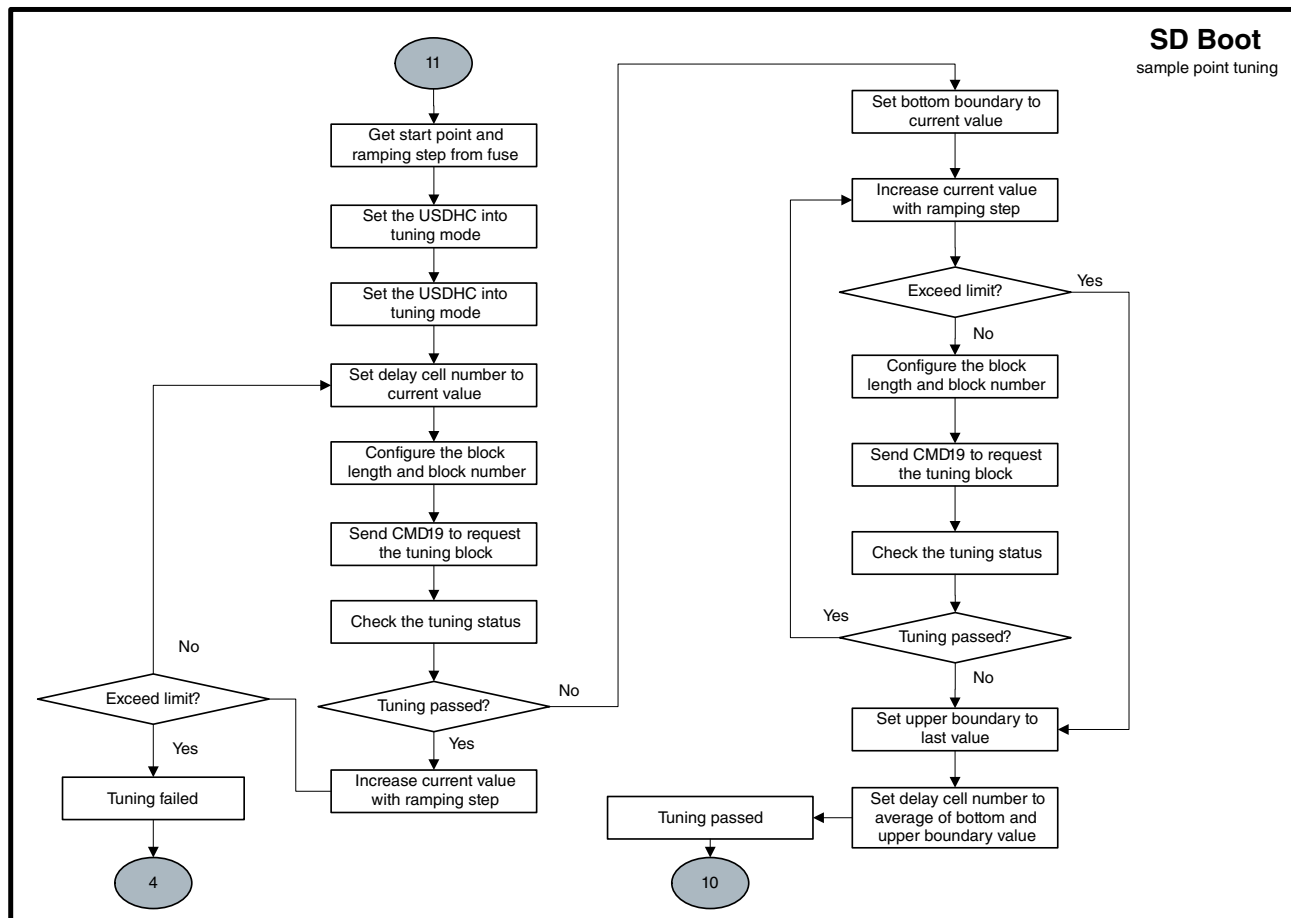 SD Boot
sample point tuning
11
Get start point and
ramping step from fuse
Set the USDHC into
tuning mode
Set the USDHC into
tuning mode
Set delay cell number to
current value
Configure the block
length and block number
Send CMD19 to request
the tuning block
Check the tuning status
Tuning passed?
No
Yes
Increase current value
with ramping step
Exceed limit?
No
Yes
Tuning failed
4
Set bottom boundary to
current value
Increase current value
with ramping step
Exceed limit?
Yes
No
Configure the block
length and block number
Send CMD19 to request
the tuning block
Check the tuning status
Yes
Tuning passed?
No
Set upper boundary to
last value
Set delay cell number to
average of bottom and
upper boundary value
Tuning passed
10